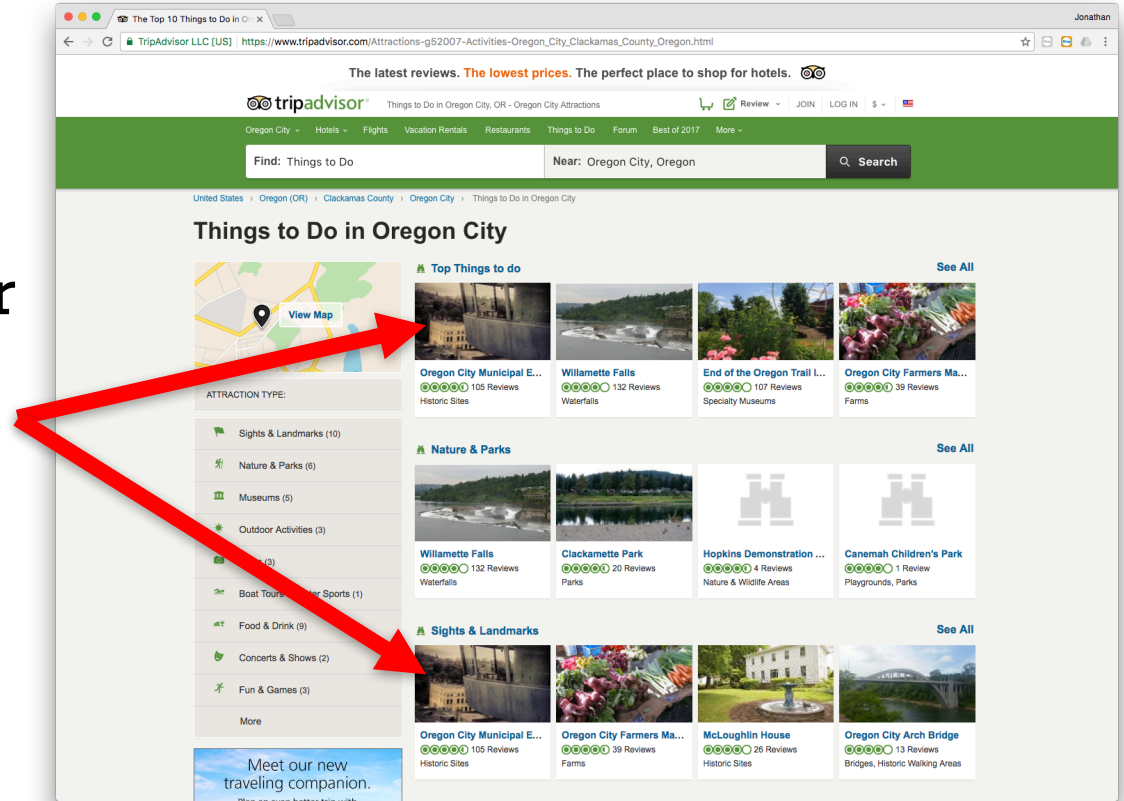 r
The Top 10 Things to Do in Or
Jonathan
TripAdvisor LLC [US] https://www.tripadvisor.com/Attractions-g52007-Activities-Oregon_City_Clackamas_County_Oregon.html
The latest reviews. The lowest prices. The perfect place to shop for hotels.
tripadvisor® Things to Do in Oregon City, OR - Oregon City Attractions Review JOIN LOG IN $
Oregon City Hotels Flights Vacation Rentals Restaurants Things to Do Forum Best of 2017 More
Find: Things to Do Near: Oregon City, Oregon Search
United States › Oregon (OR) › Clackamas County › Oregon City › Things to Do in Oregon City
Things to Do in Oregon City
View Map
ATTRACTION TYPE:
Sights & Landmarks (10)
Nature & Parks (6)
Museums (5)
Outdoor Activities (3)
(3)
Boat Tours Sports (1)
Food & Drink (9)
Concerts & Shows (2)
Fun & Games (3)
More
Meet our new
traveling companion.
Plan an even better trip with
Top Things to do See All
Oregon City Municipal E... Willamette Falls End of the Oregon Trail I... Oregon City Farmers Ma...
105 Reviews 132 Reviews 107 Reviews 39 Reviews
Historic Sites Waterfalls Specialty Museums Farms
Nature & Parks See All
Willamette Falls Clackamette Park Hopkins Demonstration ... Canemah Children's Park
132 Reviews 20 Reviews 4 Reviews 1 Review
Waterfalls Parks Nature & Wildlife Areas Playgrounds, Parks
Sights & Landmarks See All
Oregon City Municipal E... Oregon City Farmers Ma... McLoughlin House Oregon City Arch Bridge
105 Reviews 39 Reviews 26 Reviews 13 Reviews
Historic Sites Farms Historic Sites Bridges, Historic Walking Areas